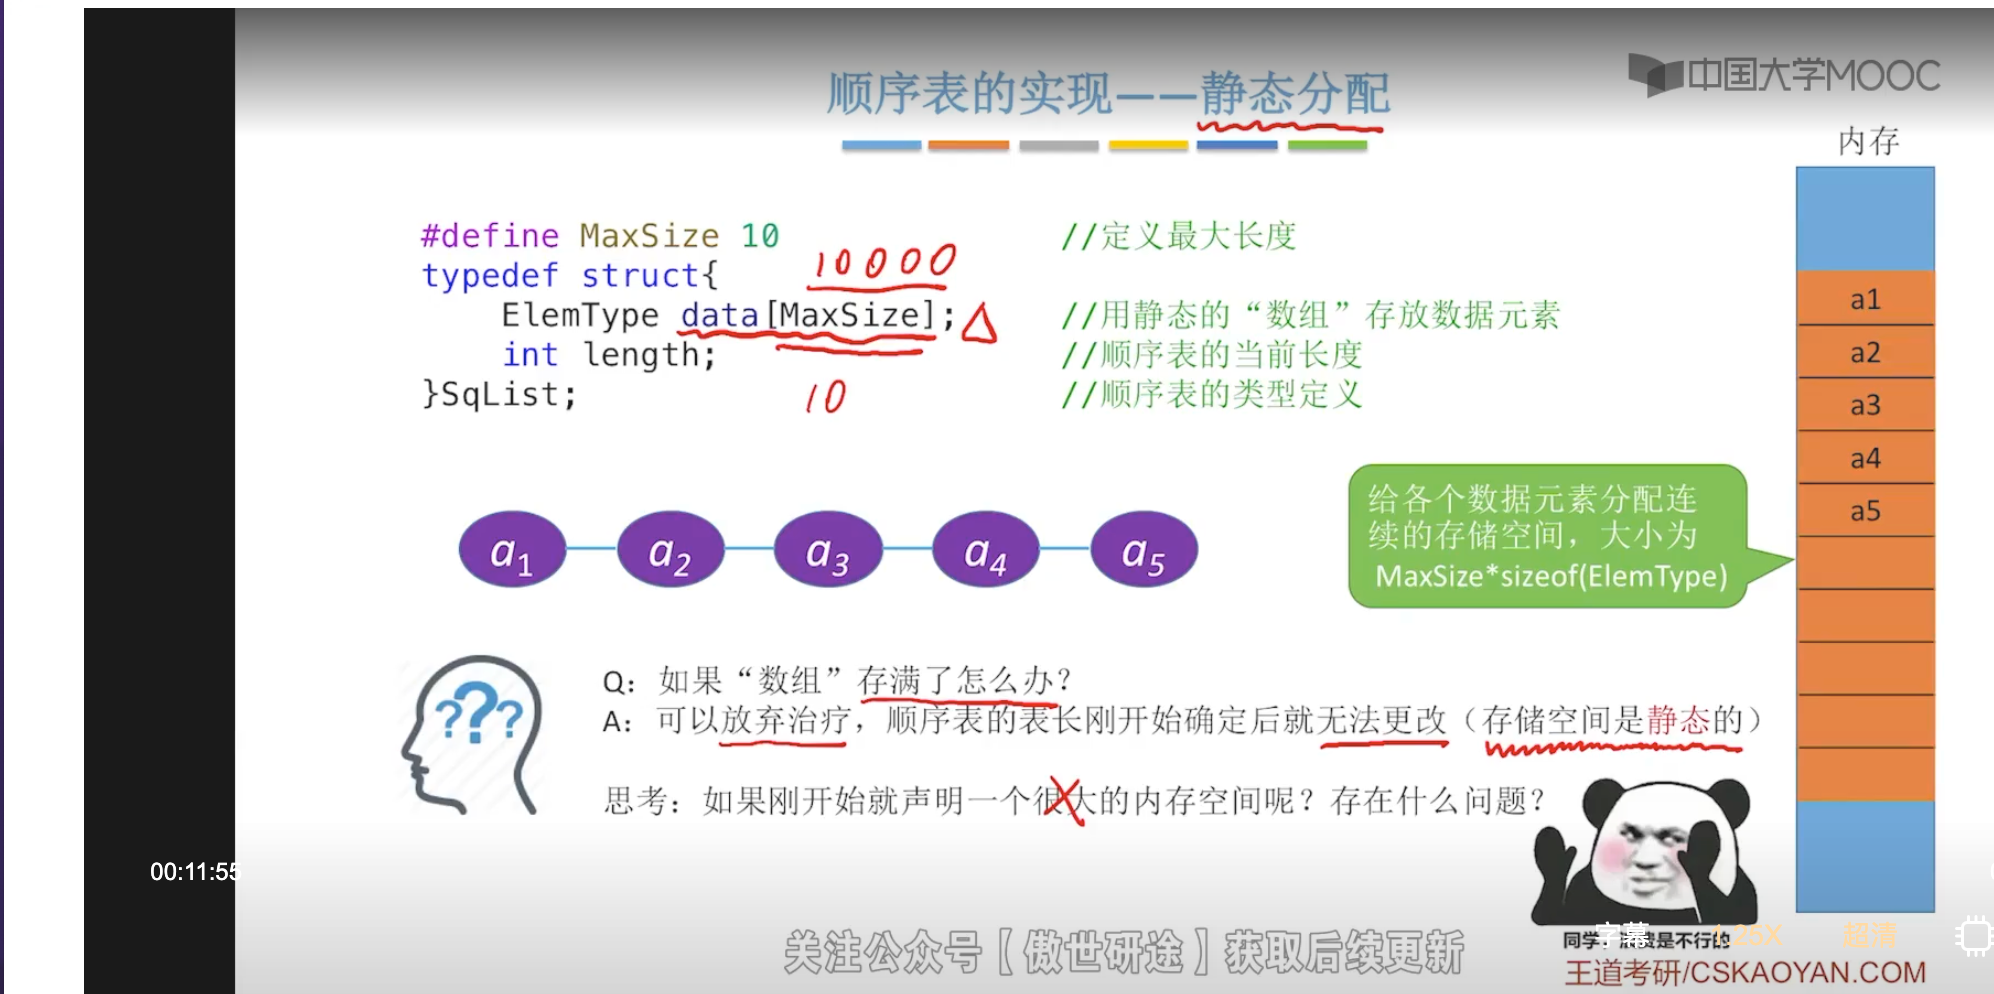 中国大学MOOC
顺序表的实现——静态分配
内存
#define MaxSize 10 //定义最大长度
10000
typedef struct{
ElemType data[MaxSize]; //用静态的“数组”存放数据元素
int length; //顺序表的当前长度
}SqList; //顺序表的类型定义
10
a1
a2
a3
a4
a5
给各个数据元素分配连
续的存储空间，大小为
MaxSize*sizeof(ElemType)
a1 a2 a3 a4 a5
???
Q：如果“数组”存满了怎么办？
A：可以放弃治疗，顺序表的表长刚开始确定后就无法更改（存储空间是静态的）
思考：如果刚开始就声明一个很大的内存空间呢？存在什么问题？
00:11:55
字幕 1.25X 超清
关注公众号【傲世研途】获取后续更新
同学，是不行的
王道考研/CSKAOYAN.COM